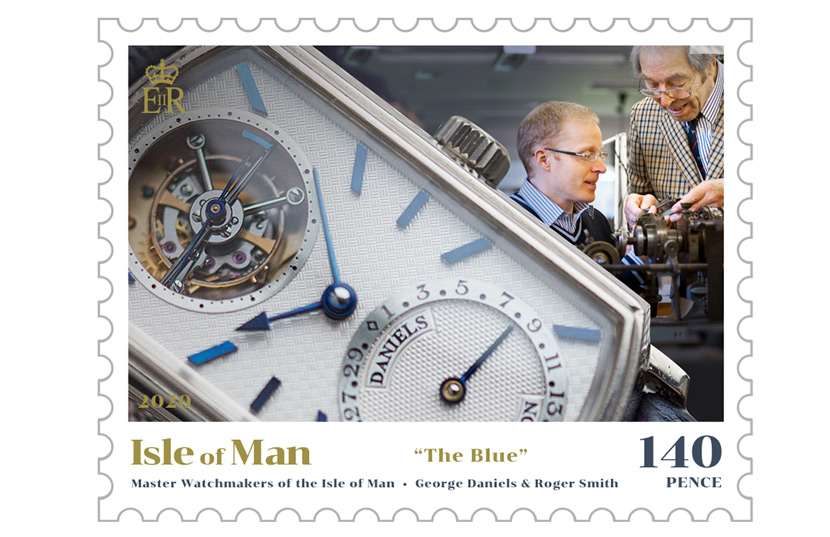 EIIR
1 3 5 7 9 11 13
27 29
DANIELS
2020
Isle of Man
“The Blue”
140
PENCE
Master Watchmakers of the Isle of Man • George Daniels & Roger Smith